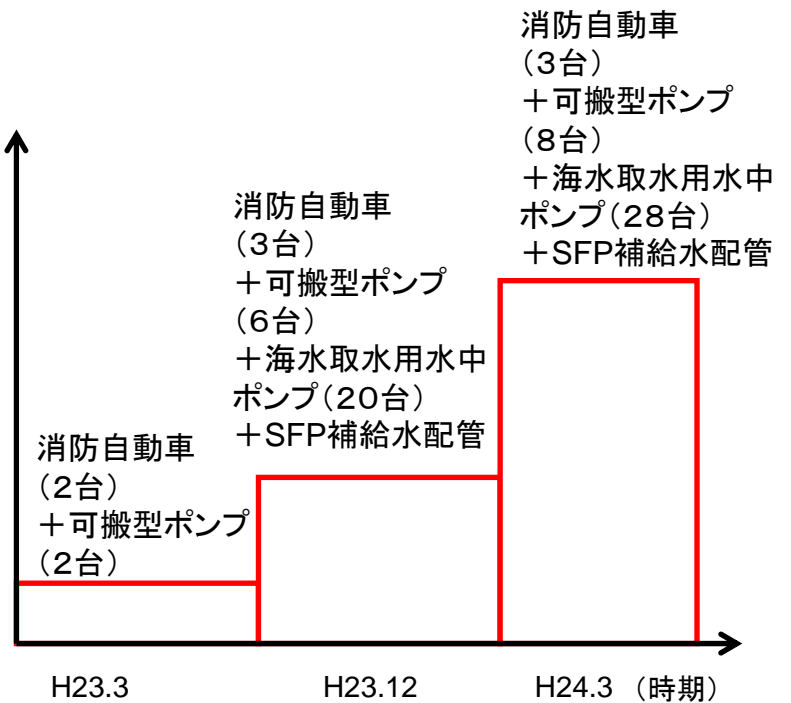 消防自動車
（２台）
＋可搬型ポンプ
（２台）
消防自動車
（３台）
＋可搬型ポンプ
（６台）
＋海水取水用水中
ポンプ（２０台）
＋SFP補給水配管
消防自動車
（３台）
＋可搬型ポンプ
（８台）
＋海水取水用水中
ポンプ（２８台）
＋SFP補給水配管
H23.3
H23.12
H24.3 （時期）